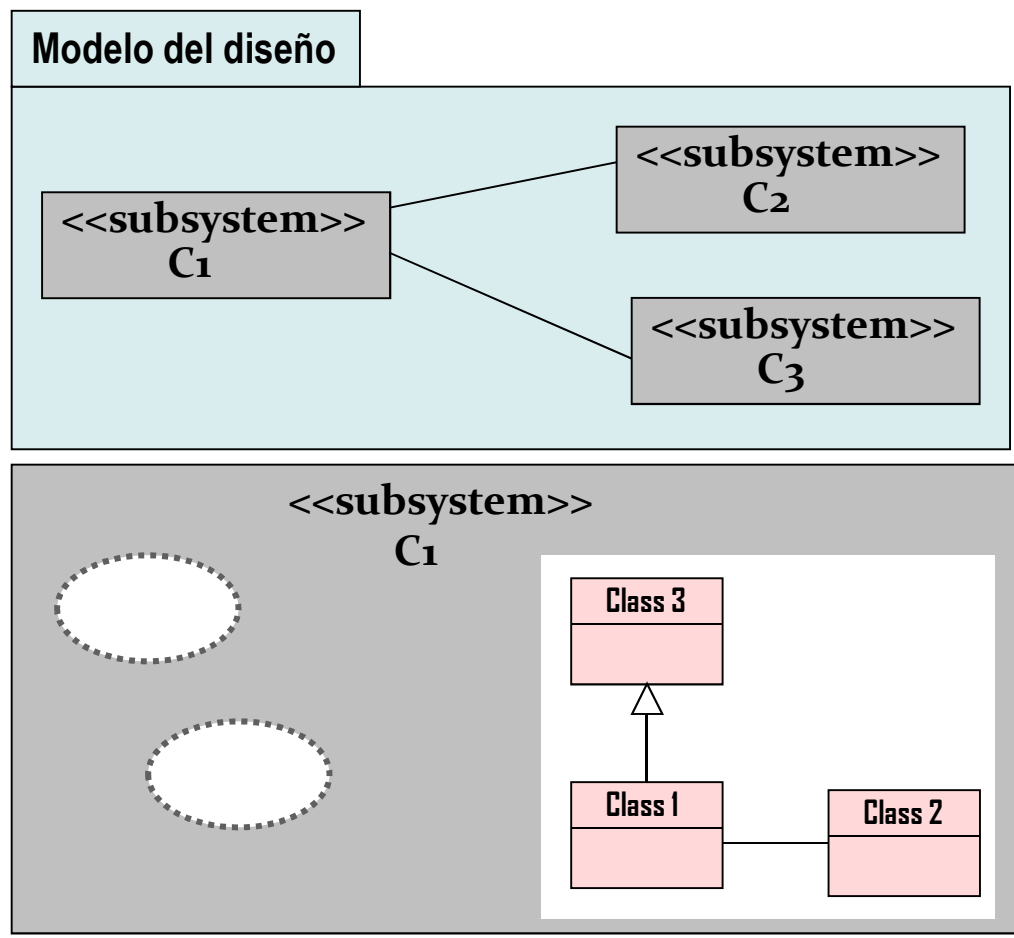 Modelo del diseño
<<subsystem>>
C1
<<subsystem>>
C2
<<subsystem>>
C3
<<subsystem>>
C1
Class 3
Class 1
Class 2